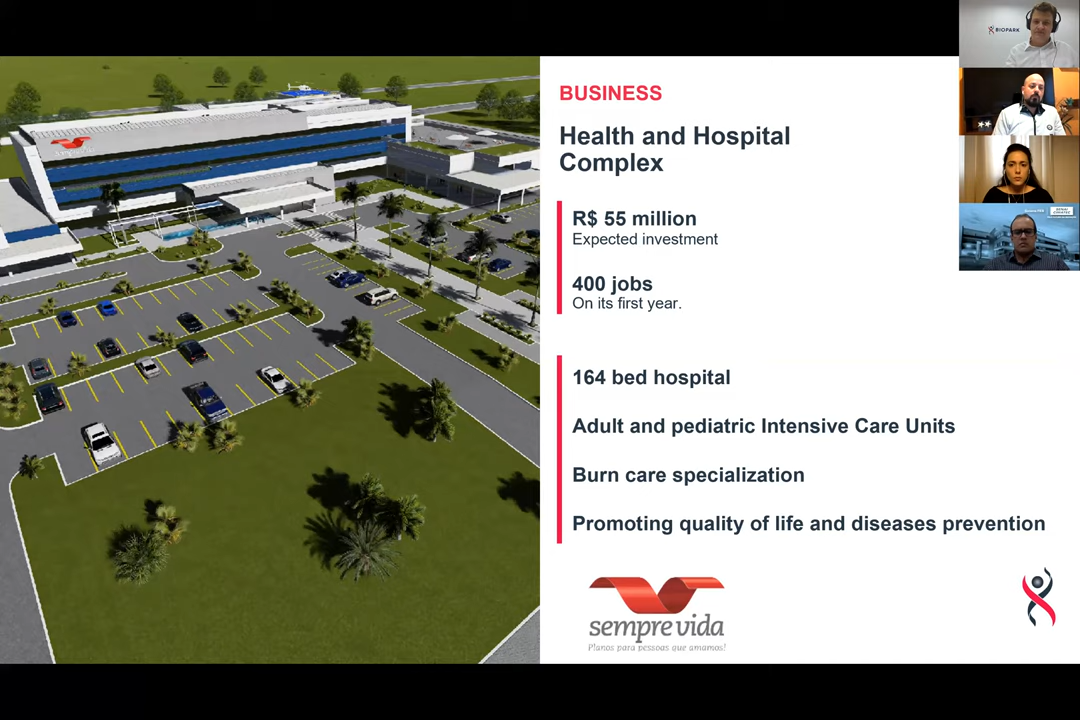 BIOPARK
BUSINESS
Health and Hospital
Complex
R$ 55 million
Expected investment
400 jobs
On its first year.
164 bed hospital
Adult and pediatric Intensive Care Units
Burn care specialization
Promoting quality of life and diseases prevention
sempre vida
Planos para pessoas que amamos!